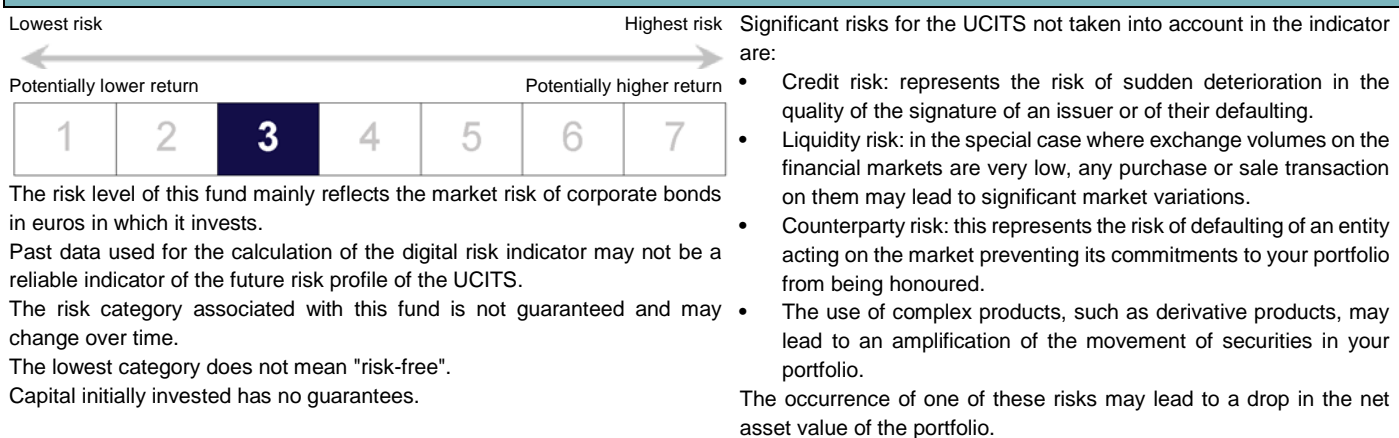 Lowest risk Highest risk
Potentially lower return Potentially higher return
1 2 3 4 5 6 7
The risk level of this fund mainly reflects the market risk of corporate bonds
in euros in which it invests.
Past data used for the calculation of the digital risk indicator may not be a
reliable indicator of the future risk profile of the UCITS.
The risk category associated with this fund is not guaranteed and may
change over time.
The lowest category does not mean "risk-free".
Capital initially invested has no guarantees.
Significant risks for the UCITS not taken into account in the indicator
are:
• Credit risk: represents the risk of sudden deterioration in the
quality of the signature of an issuer or of their defaulting.
• Liquidity risk: in the special case where exchange volumes on the
financial markets are very low, any purchase or sale transaction
on them may lead to significant market variations.
• Counterparty risk: this represents the risk of defaulting of an entity
acting on the market preventing its commitments to your portfolio
from being honoured.
• The use of complex products, such as derivative products, may
lead to an amplification of the movement of securities in your
portfolio.
The occurrence of one of these risks may lead to a drop in the net
asset value of the portfolio.